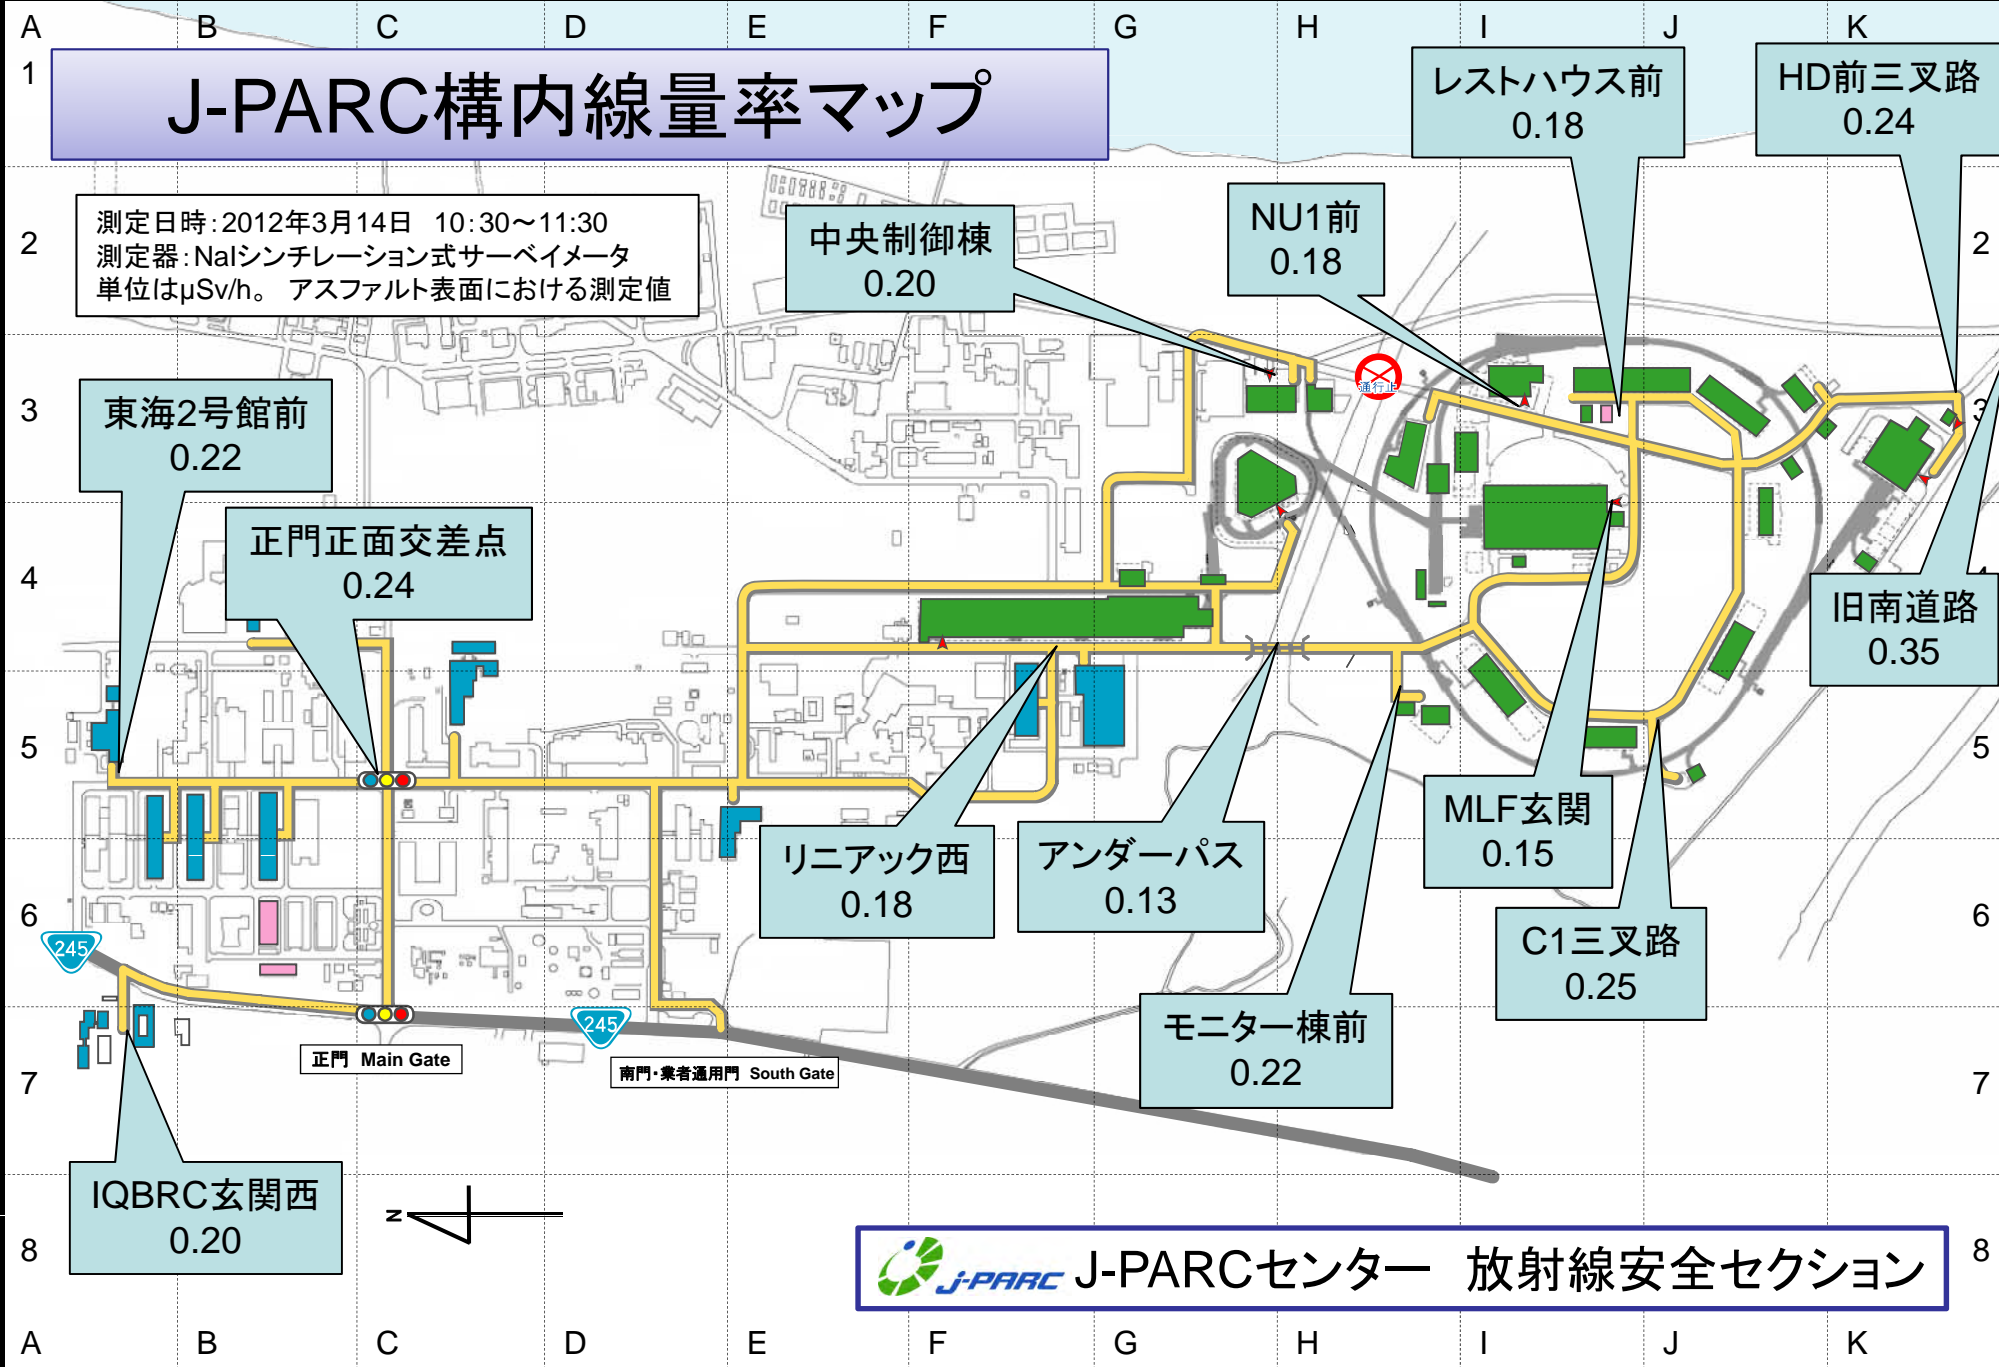 A B C D E F G H I J K
1
J-PARC構内線量率マップ
レストハウス前
0.18
HD前三叉路
0.24
2
測定日時：2012年3月14日　10：30～11：30
測定器：NaIシンチレーション式サーベイメータ
単位はμSv/h。 アスファルト表面における測定値
中央制御棟
0.20
NU1前
0.18
2
3
東海2号館前
0.22
通行止
3
4
正門正面交差点
0.24
4
旧南道路
0.35
5
5
リニアック西
0.18
アンダーパス
0.13
MLF玄関
0.15
6
245
C1三叉路
0.25
6
モニター棟前
0.22
245
正門 Main Gate
南門・業者通用門 South Gate
7
7
IQBRC玄関西
0.20
N
8
J-PARC J-PARCセンター　放射線安全セクション
8
A B C D E F G H I J K